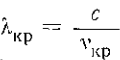 λкр = c / νкр